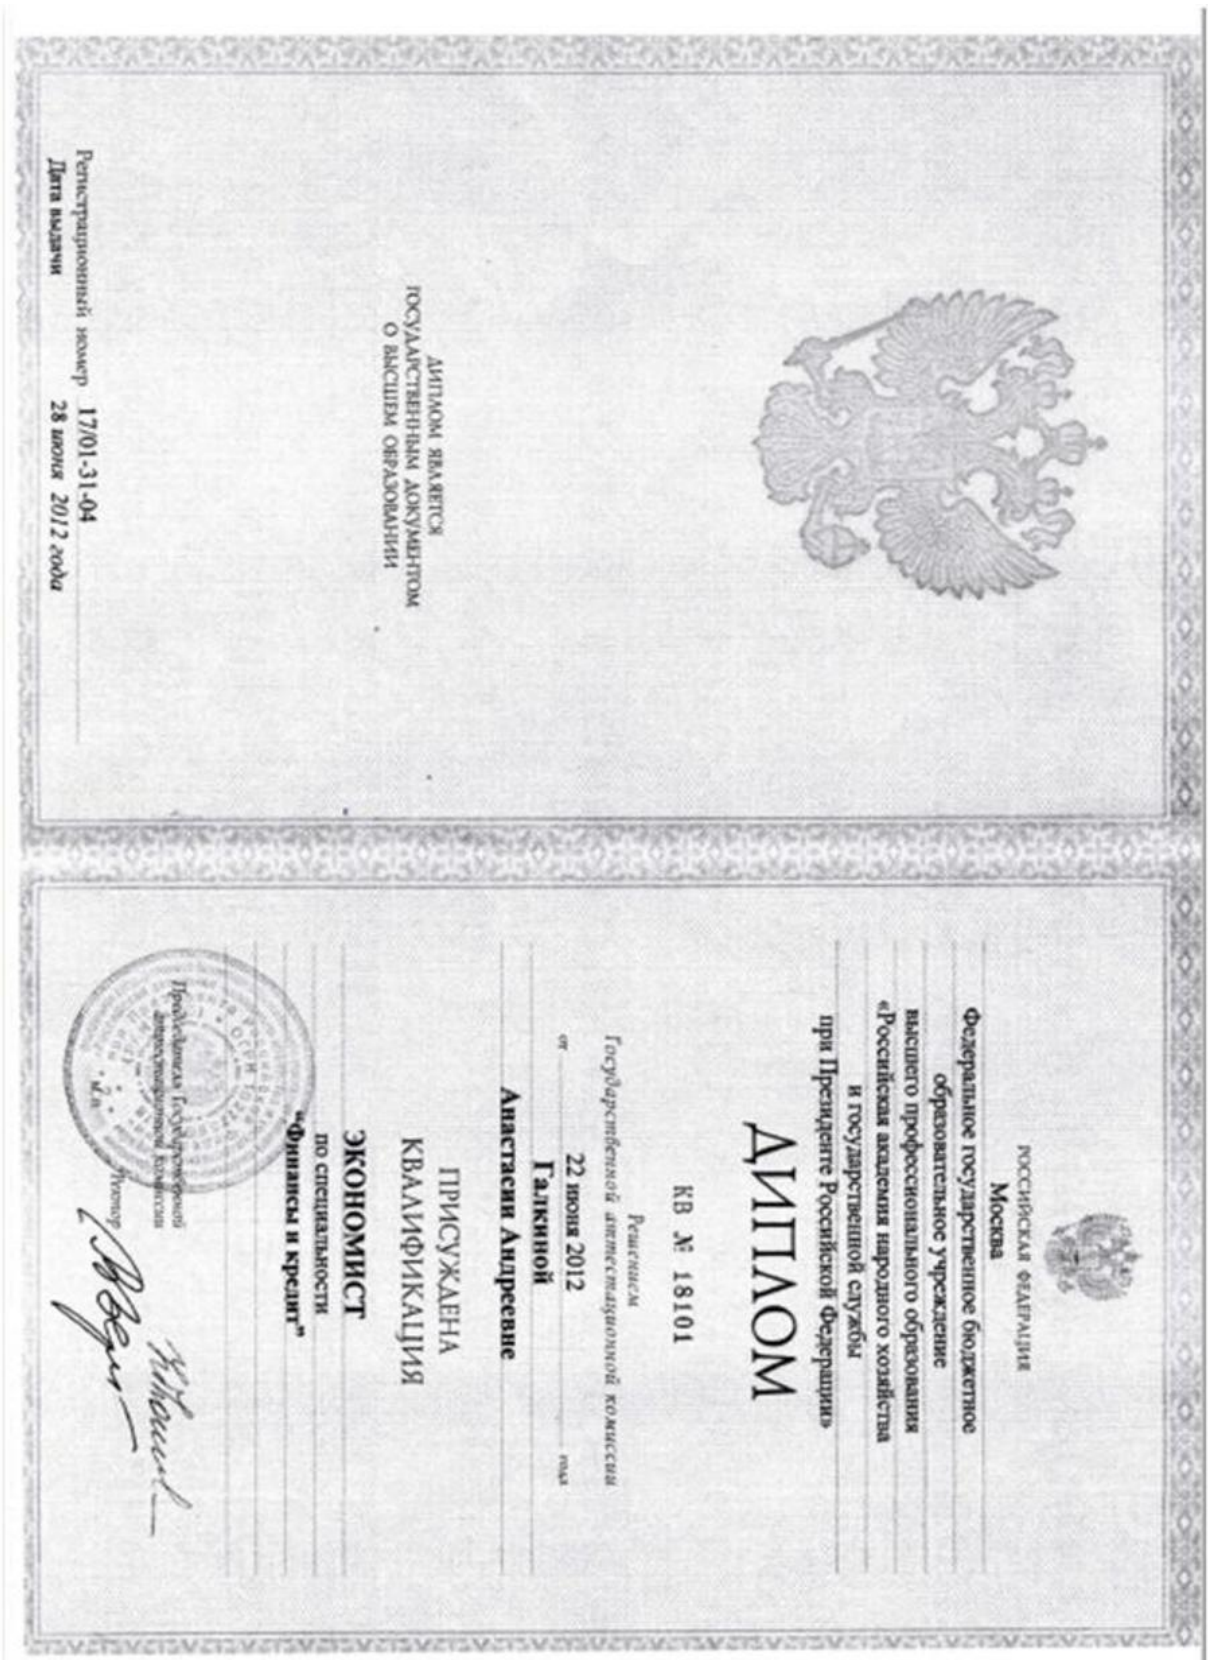 ДИПЛОМ ЯВЛЯЕТСЯ
ГОСУДАРСТВЕННЫМ ДОКУМЕНТОМ
О ВЫСШЕМ ОБРАЗОВАНИИ
Регистрационный номер 17/01-31-04
Дата выдачи 28 июня 2012 года
РОССИЙСКАЯ ФЕДЕРАЦИЯ
Москва
Федеральное государственное бюджетное
образовательное учреждение
высшего профессионального образования
«Российская академия народного хозяйства
и государственной службы
при Президенте Российской Федерации»
ДИПЛОМ
КВ № 18101
Решением
Государственной аттестационной комиссии
от 22 июня 2012 года
Галкиной
Анастасии Андреевне
ПРИСУЖДЕНА
КВАЛИФИКАЦИЯ
ЭКОНОМИСТ
по специальности
“Финансы и кредит”
Председатель Государственной
аттестационной комиссии
Ректор
М.П.